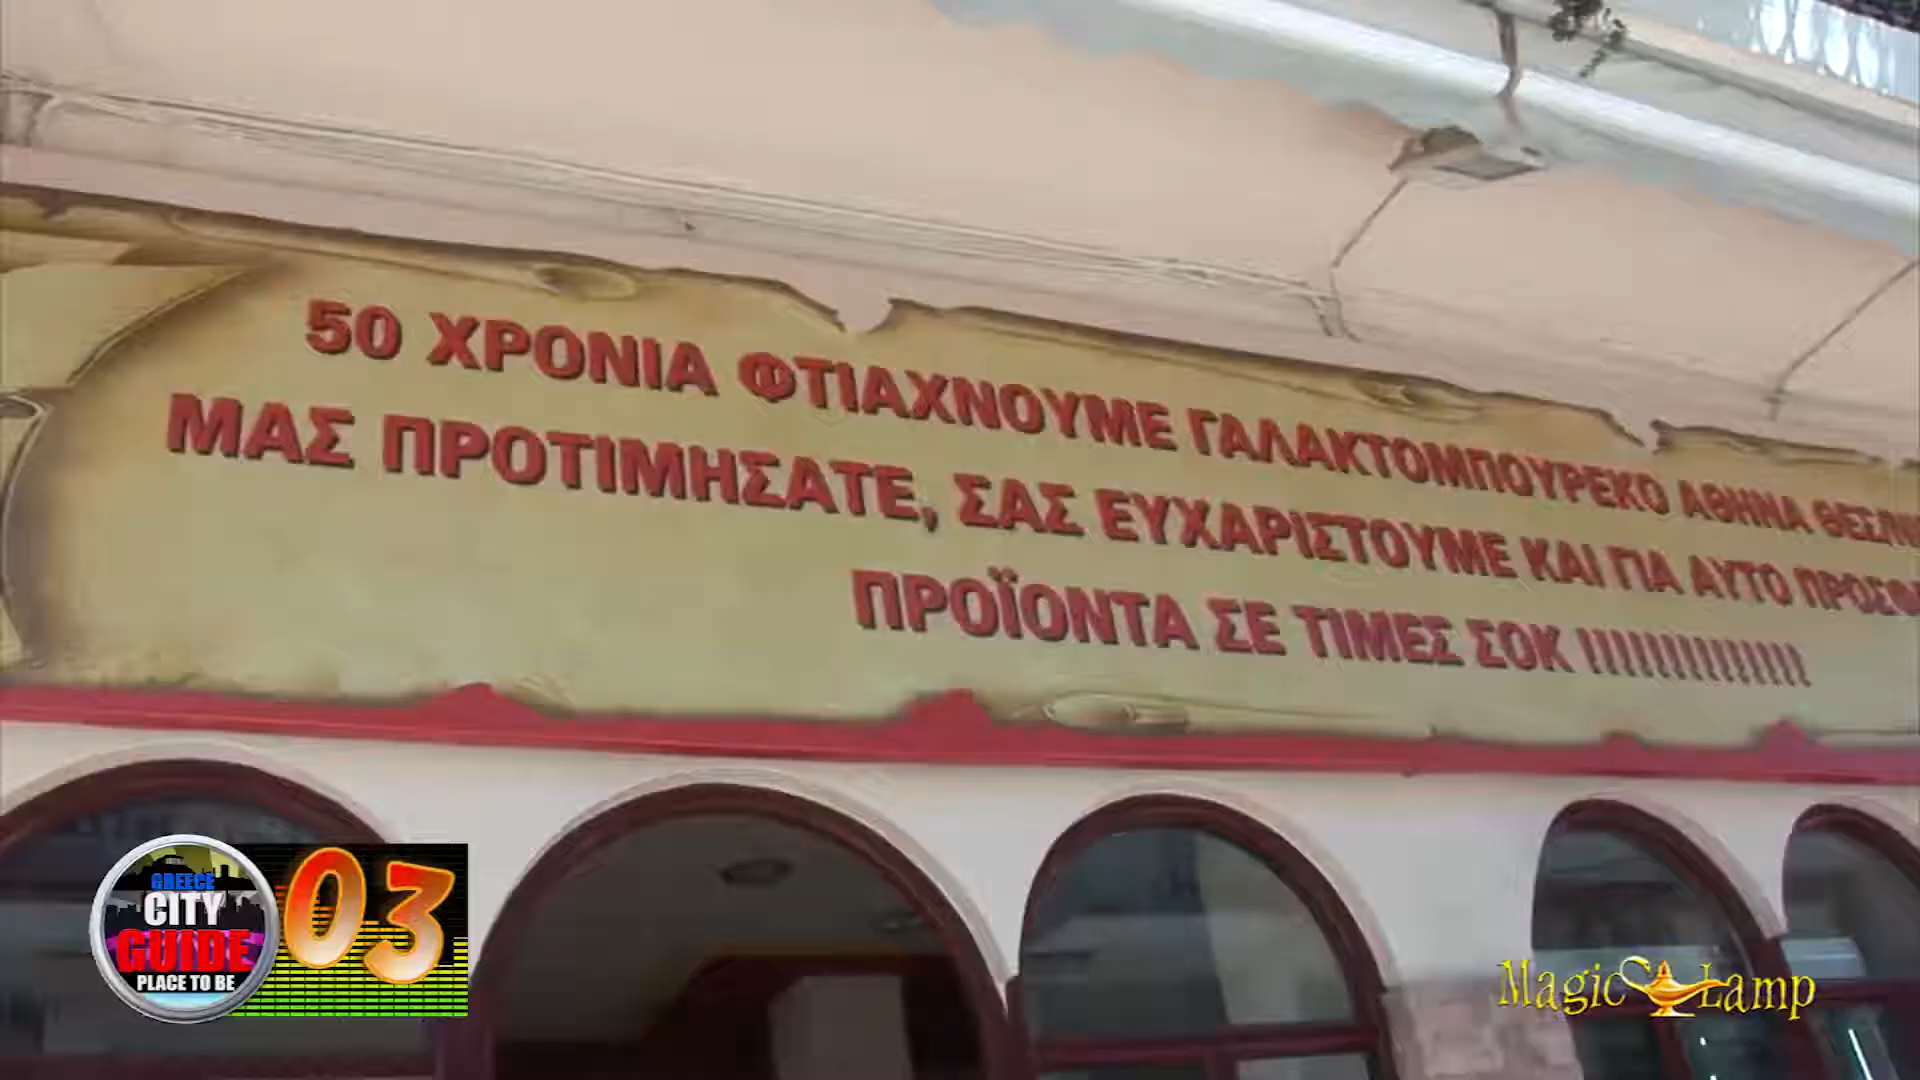 50 ΧΡΟΝΙΑ ΦΤΙΑΧΝΟΥΜΕ ΓΑΛΑΚΤΟΜΠΟΥΡΕΚΟ ΑΘΗΝΑ
ΜΑΣ ΠΡΟΤΙΜΗΣΑΤΕ, ΣΑΣ ΕΥΧΑΡΙΣΤΟΥΜΕ ΚΑΙ ΓΙΑ ΑΥΤΟ
ΠΡΟΪΟΝΤΑ ΣΕ ΤΙΜΕΣ ΣΟΚ !!!!!!!!!!!!!!!!
GREECE
CITY
GUIDE
PLACE TO BE
03
Magic Lamp